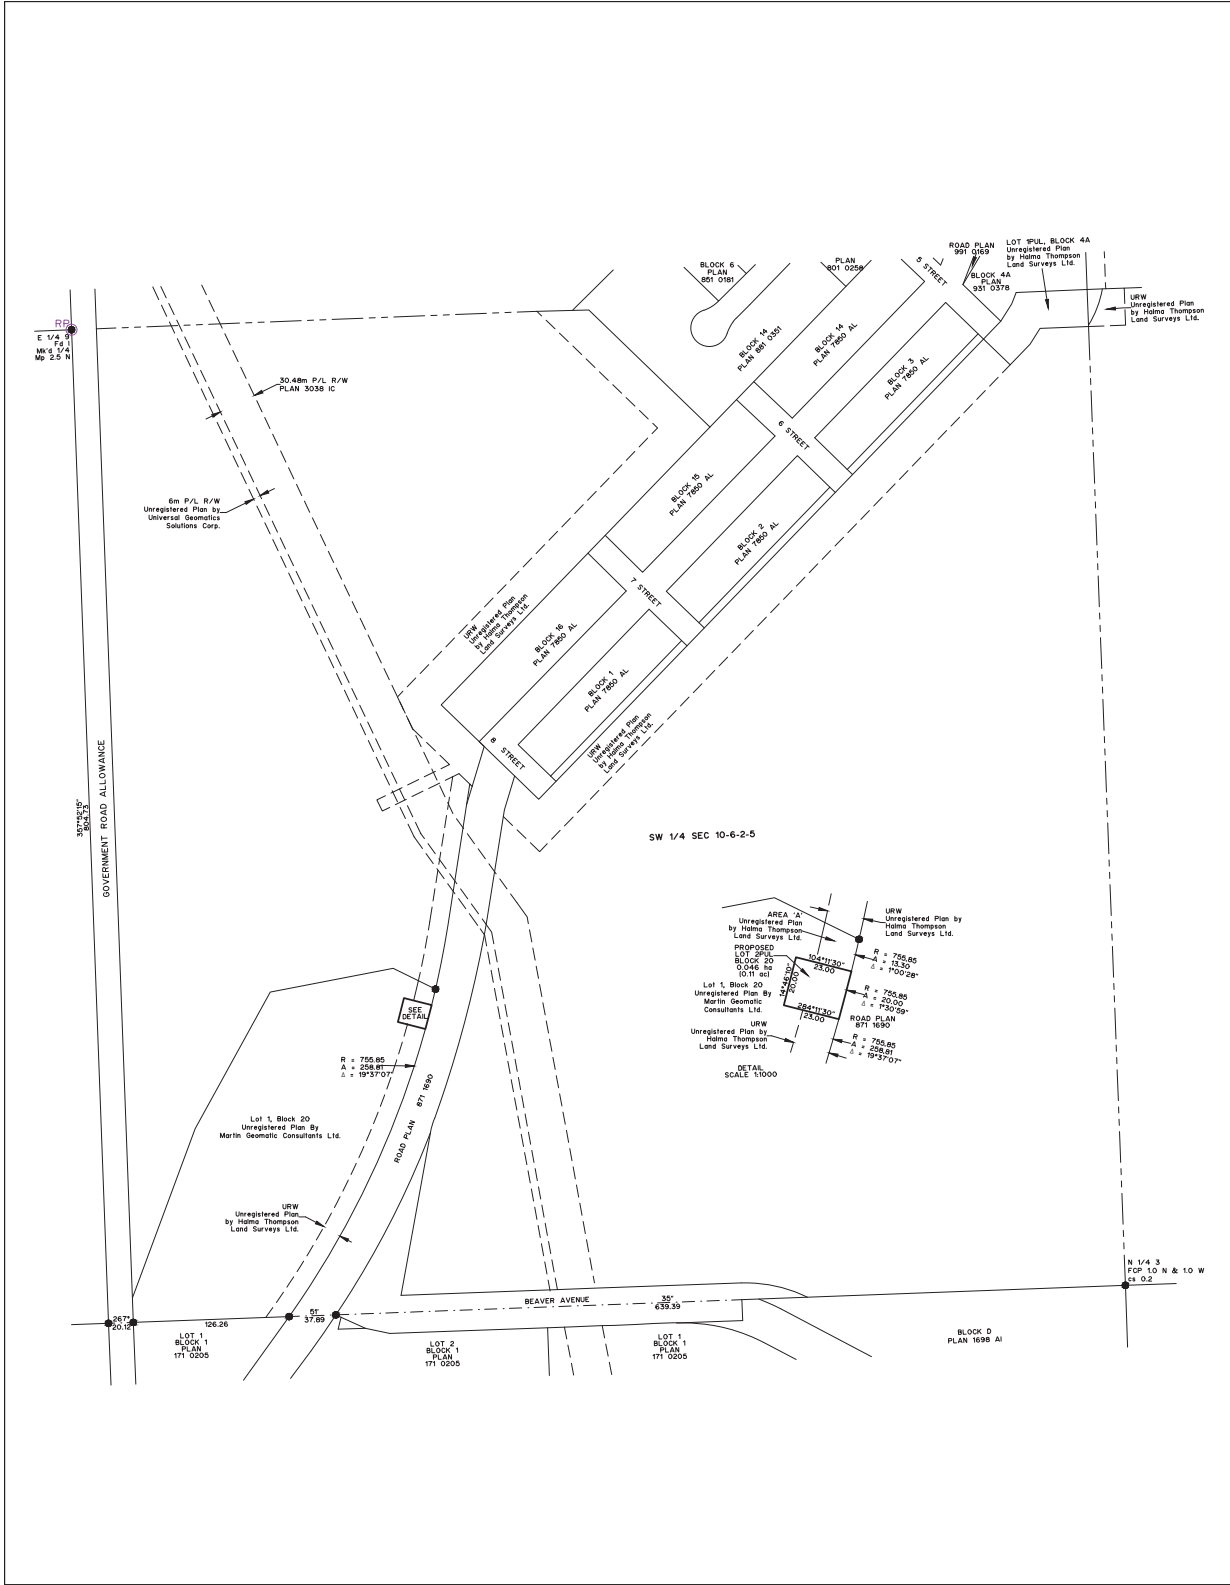 ROAD PLAN
991 0169
LOT 1PUL, BLOCK 4A
Unregistered Plan
by Halma Thompson
Land Surveys Ltd.
BLOCK 6
PLAN
851 0181
PLAN
801 0258
5 STREET
BLOCK 4A
PLAN
931 0378
URW
Unregistered Plan
by Halma Thompson
Land Surveys Ltd.
RP
E 1/4 9
Fd I
Mk'd 1/4
Mp 2.5 N
BLOCK 14
PLAN 881 0351
BLOCK 14
PLAN 7850 AL
BLOCK 3
PLAN 7850 AL
30.48m P/L R/W
PLAN 3038 IC
6 STREET
BLOCK 15
PLAN 7850 AL
6m P/L R/W
Unregistered Plan by
Universal Geomatics
Solutions Corp.
BLOCK 2
PLAN 7850 AL
7 STREET
URW
Unregistered Plan
by Halma Thompson
Land Surveys Ltd.
BLOCK 16
PLAN 7850 AL
BLOCK 1
PLAN 7850 AL
8 STREET
URW
Unregistered Plan
by Halma Thompson
Land Surveys Ltd.
357°52'15"
804.73
GOVERNMENT ROAD ALLOWANCE
SW 1/4 SEC 10-6-2-5
AREA 'A'
Unregistered Plan
by Halma Thompson
Land Surveys Ltd.
URW
Unregistered Plan by
Halma Thompson
Land Surveys Ltd.
PROPOSED
LOT 2PUL
BLOCK 20
0.046 ha
(0.11 ac)
104°11'30"
23.00
R = 755.85
A = 13.30
Δ = 1°00'28"
14°46'10"
20.00
Lot 1, Block 20
Unregistered Plan By
Martin Geomatic
Consultants Ltd.
R = 755.85
A = 20.00
Δ = 1°30'59"
284°11'30"
23.00
ROAD PLAN
871 1690
URW
Unregistered Plan by
Halma Thompson
Land Surveys Ltd.
R = 755.85
A = 258.81
Δ = 19°37'07"
DETAIL
SCALE 1:1000
SEE
DETAIL
R = 755.85
A = 258.81
Δ = 19°37'07"
ROAD PLAN 871 1690
Lot 1, Block 20
Unregistered Plan By
Martin Geomatic Consultants Ltd.
URW
Unregistered Plan
by Halma Thompson
Land Surveys Ltd.
N 1/4 3
FCP 1.0 N & 1.0 W
cs 0.2
BEAVER AVENUE
35"
639.39
267°
20.12
126.26
51'
37.89
LOT 1
BLOCK 1
PLAN
171 0205
LOT 2
BLOCK 1
PLAN
171 0205
LOT 1
BLOCK 1
PLAN
171 0205
BLOCK D
PLAN 1698 AI